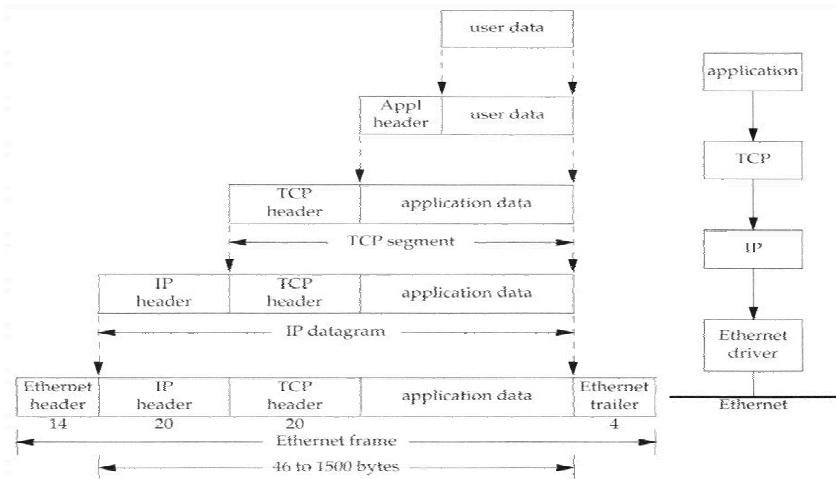 user data
Appl header
user data
TCP header
application data
TCP segment
IP header
TCP header
application data
IP datagram
Ethernet header
IP header
TCP header
application data
Ethernet trailer
14
20
20
4
Ethernet frame
46 to 1500 bytes
application
TCP
IP
Ethernet driver
Ethernet